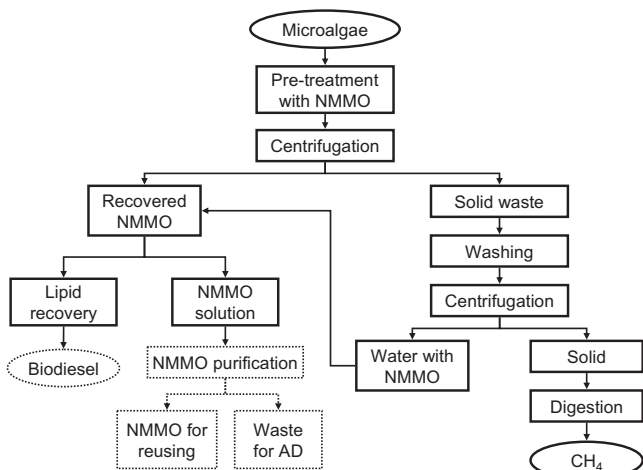 Microalgae
Pre-treatment
with NMMO
Centrifugation
Recovered
NMMO
Solid waste
Washing
Lipid
recovery
NMMO
solution
Centrifugation
Biodiesel
NMMO purification
Water with
NMMO
Solid
NMMO for
reusing
Waste
for AD
Digestion
CH₄